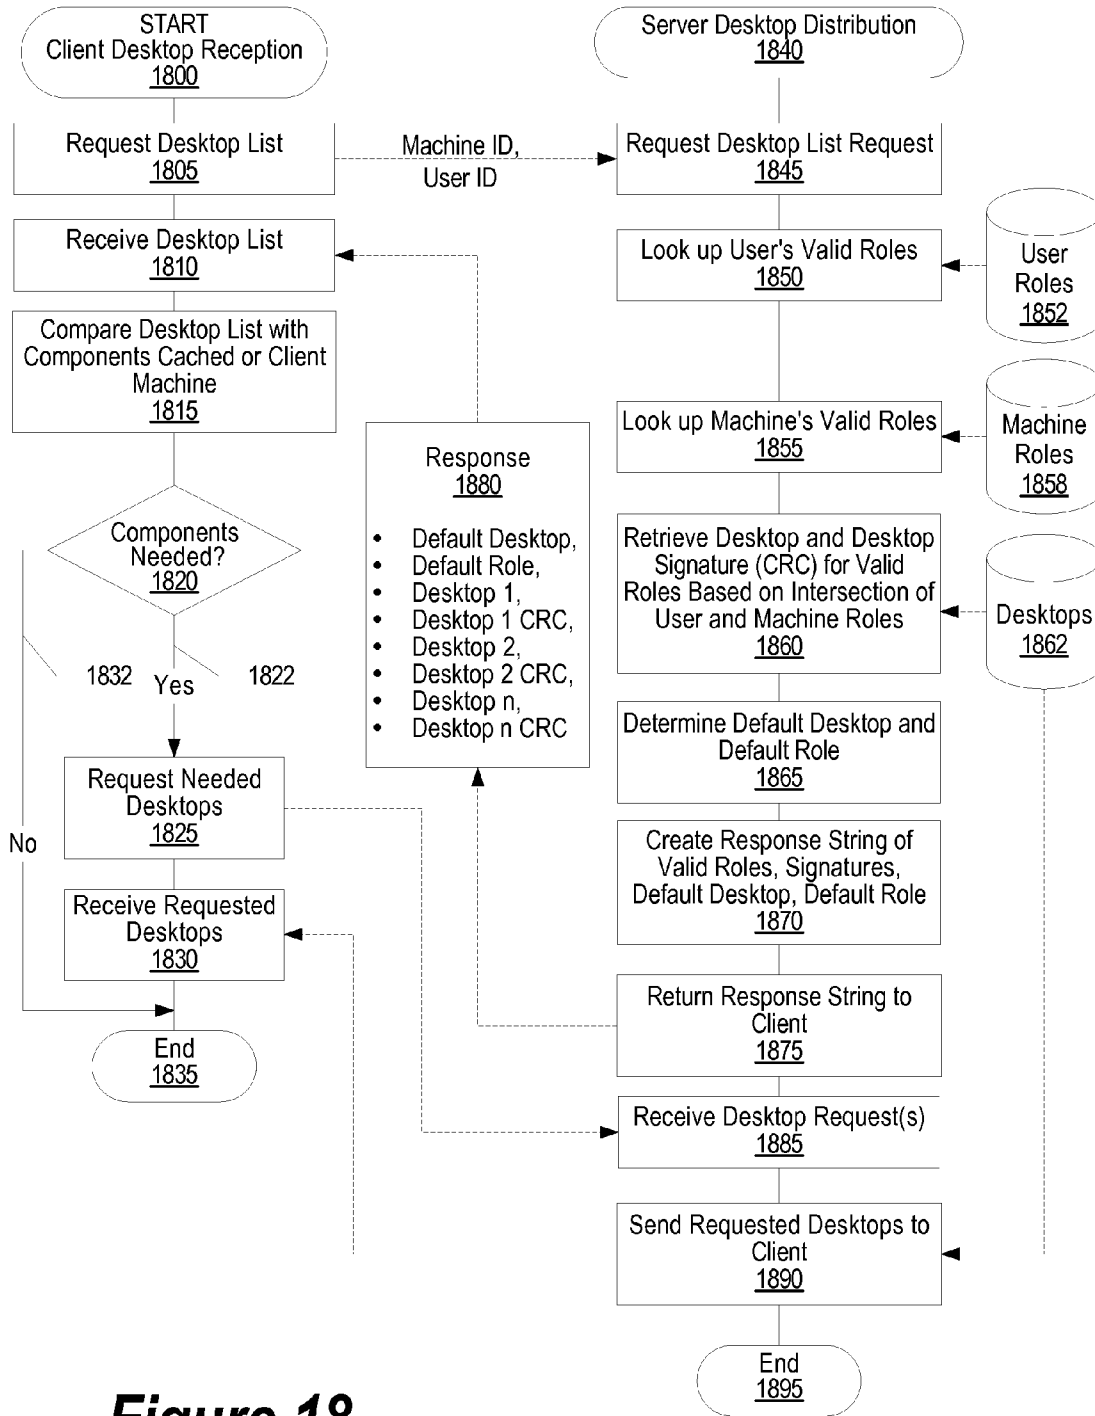 START
Client Desktop Reception
1800
Request Desktop List
1805
Machine ID,
User ID
Receive Desktop List
1810
Compare Desktop List with
Components Cached or Client
Machine
1815
Components
Needed?
1820
1832
Yes
1822
No
Request Needed
Desktops
1825
Receive Requested
Desktops
1830
End
1835
Response
1880
• Default Desktop,
• Default Role,
• Desktop 1,
• Desktop 1 CRC,
• Desktop 2,
• Desktop 2 CRC,
• Desktop n,
• Desktop n CRC
Server Desktop Distribution
1840
Request Desktop List Request
1845
Look up User's Valid Roles
1850
User
Roles
1852
Look up Machine's Valid Roles
1855
Machine
Roles
1858
Retrieve Desktop and Desktop
Signature (CRC) for Valid
Roles Based on Intersection of
User and Machine Roles
1860
Desktops
1862
Determine Default Desktop and
Default Role
1865
Create Response String of
Valid Roles, Signatures,
Default Desktop, Default Role
1870
Return Response String to
Client
1875
Receive Desktop Request(s)
1885
Send Requested Desktops to
Client
1890
End
1895
Figure 18